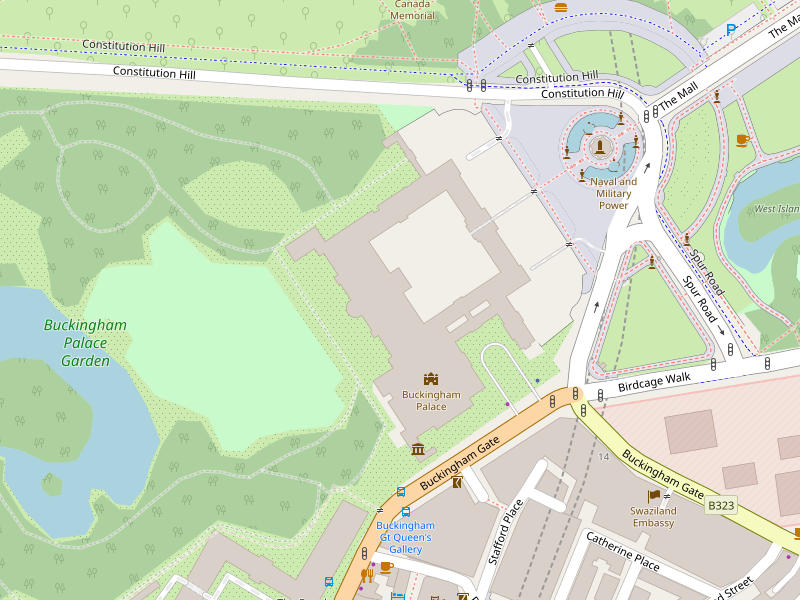 Canada
Memorial
P
The Ma
Constitution Hill
Constitution Hill
Constitution Hill
Constitution Hill
The Mall
Naval and
Military
Power
West Islan
Spur Road
Spur Road
Buckingham
Palace
Garden
Buckingham
Palace
Birdcage Walk
Buckingham Gate
Buckingham Gate
14
B323
Swaziland
Embassy
Buckingham
Gt Queen's
Gallery
Stafford Place
Catherine Place
d Street